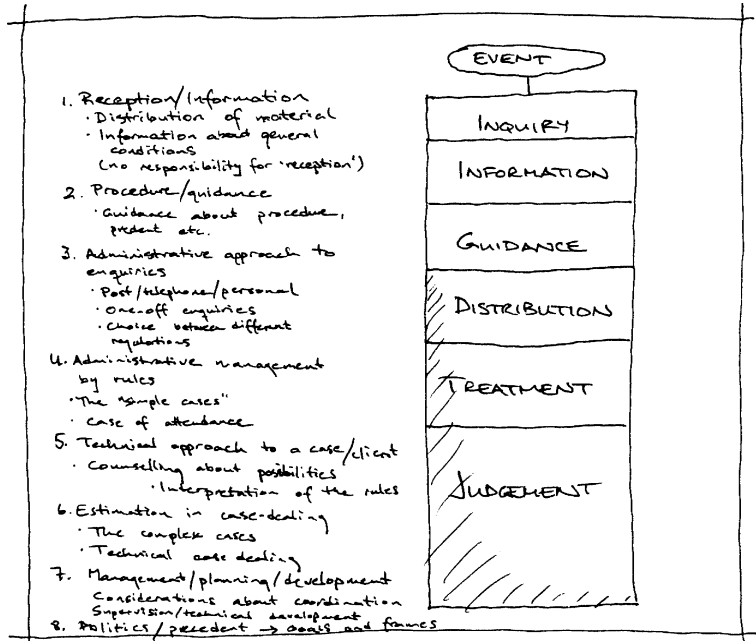 1. Reception/Information
· Distribution of material
· Information about general
conditions
(no responsibility for 'reception')
2. Procedure/guidance
· Guidance about procedure,
predent etc.
3. Administrative approach to
enquiries
· Post/telephone/personal
· One-off enquiries
· Choice between different
regulations
4. Administrative management
by rules
· The "simple cases"
· Case of attendance
5. Technical approach to a case/client
· Counselling about possibilities
· Interpretation of the rules
6. Estimation in case-dealing
· The complex cases
· Technical case dealing
7. Management/planning/development
Considerations about coordination
Supervision/technical development
8. Politics/precedent → goals and frames
EVENT
INQUIRY
INFORMATION
GUIDANCE
DISTRIBUTION
TREATMENT
JUDGEMENT